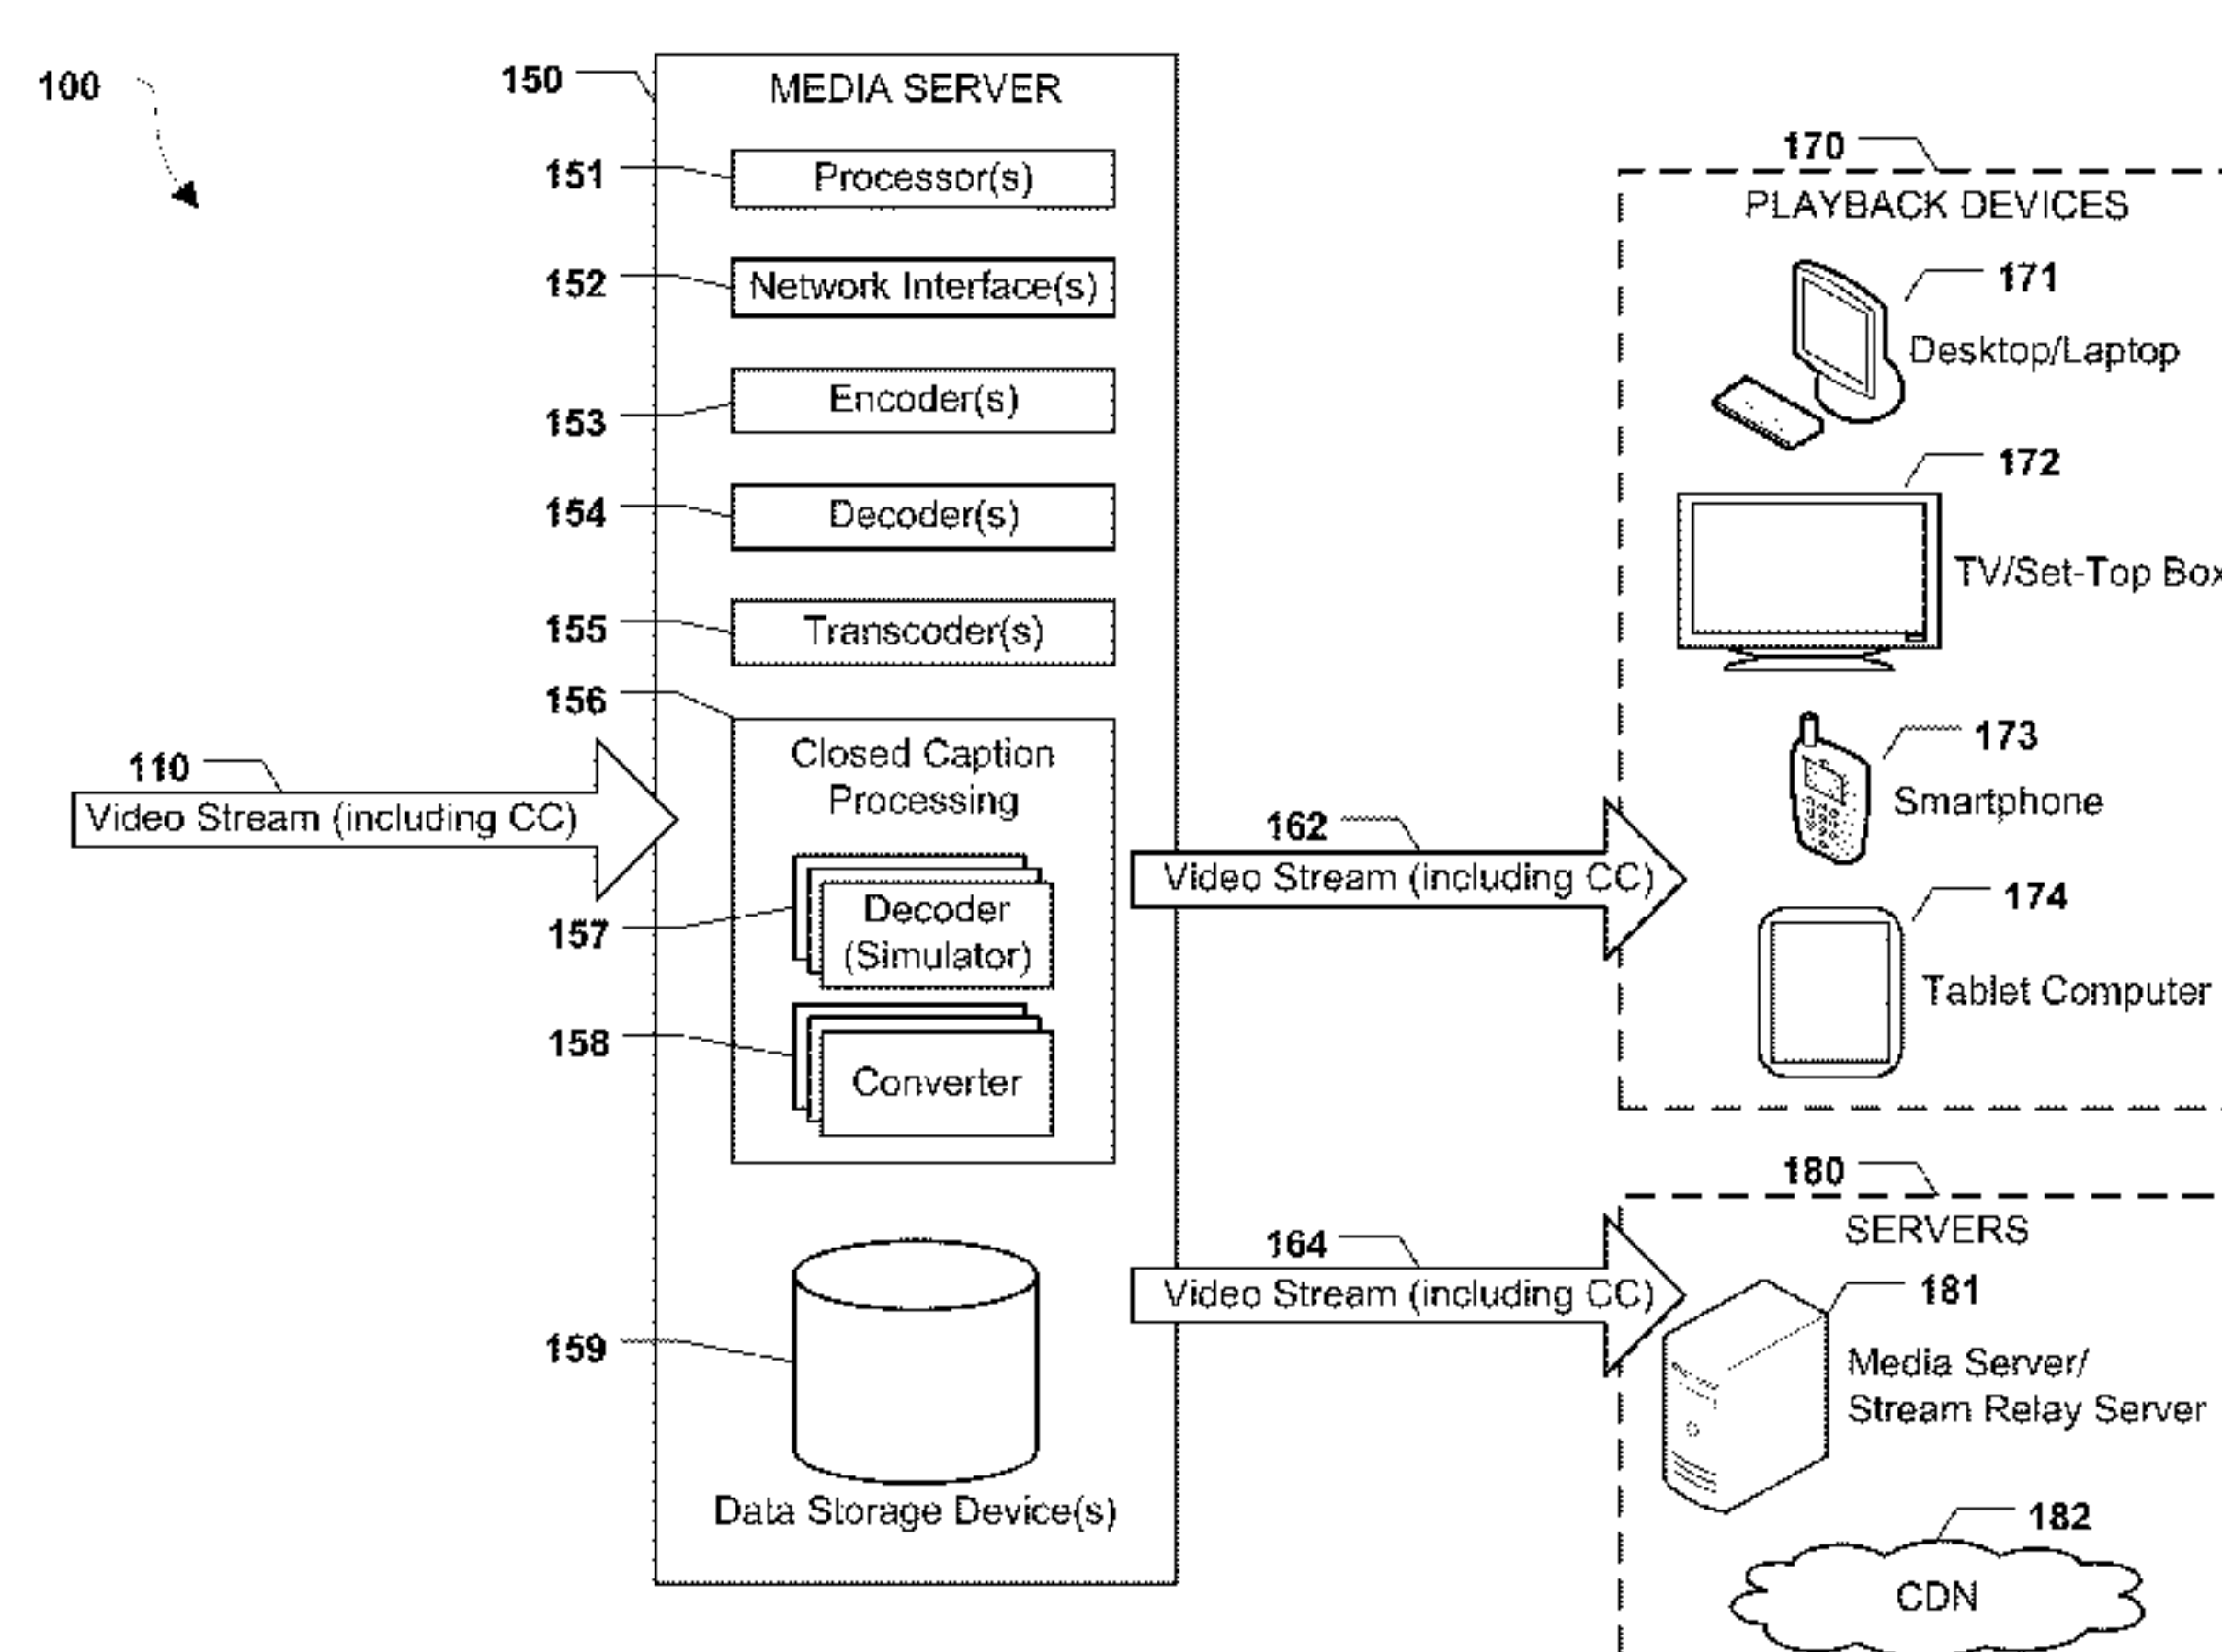 100
150
MEDIA SERVER
151
Processor(s)
152
Network Interface(s)
153
Encoder(s)
154
Decoder(s)
155
Transcoder(s)
156
Closed Caption
Processing
110
Video Stream (including CC)
157
Decoder
(Simulator)
158
Converter
159
Data Storage Device(s)
162
Video Stream (including CC)
164
Video Stream (including CC)
170
PLAYBACK DEVICES
171
Desktop/Laptop
172
TV/Set-Top Box
173
Smartphone
174
Tablet Computer
180
SERVERS
181
Media Server/
Stream Relay Server
182
CDN